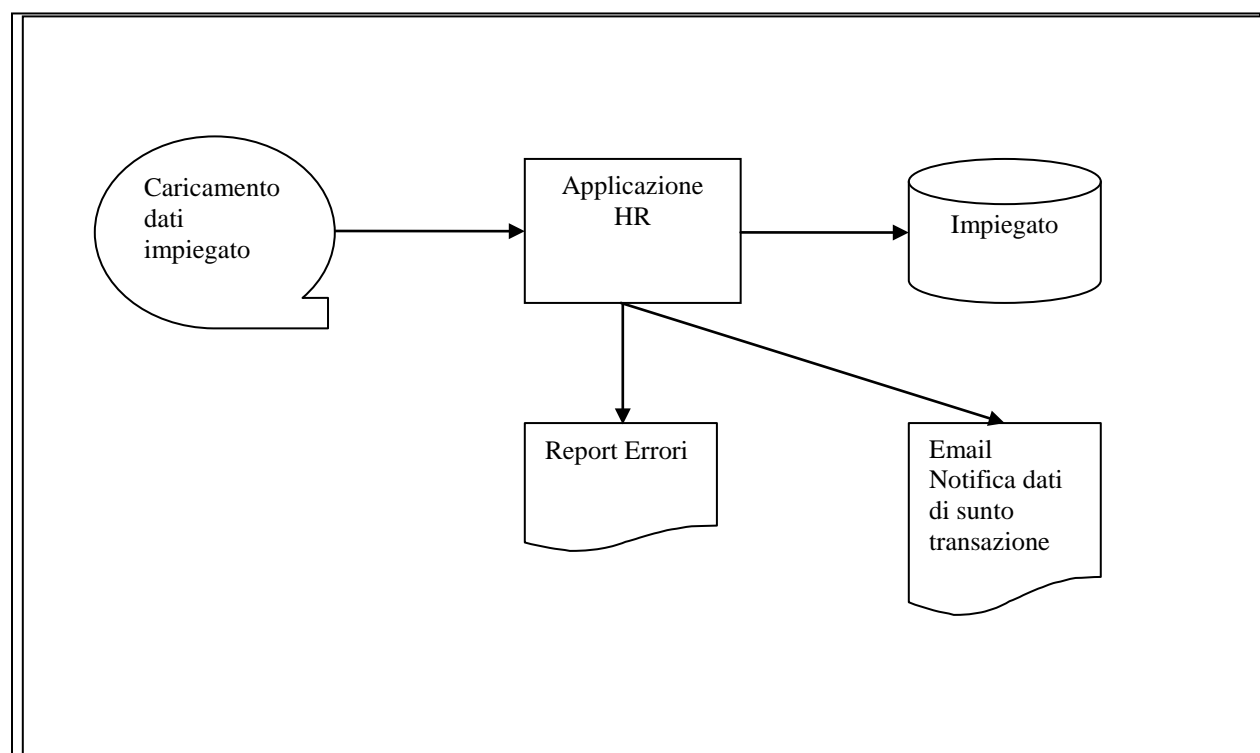 Caricamento
dati
impiegato
Applicazione
HR
Impiegato
Report Errori
Email
Notifica dati
di sunto
transazione